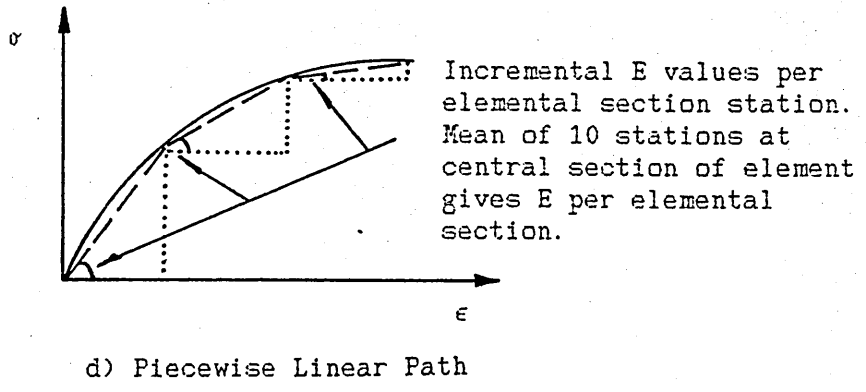 σ
Incremental E values per
elemental section station.
Mean of 10 stations at
central section of element
gives E per elemental
section.
ϵ
d) Piecewise Linear Path